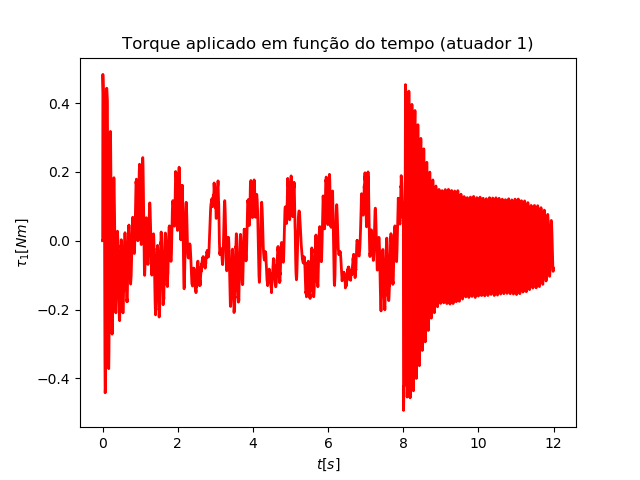 Torque aplicado em função do tempo (atuador 1)
0.4
0.2
0.0
−0.2
−0.4
τ₁[Nm]
0 2 4 6 8 10 12
t[s]